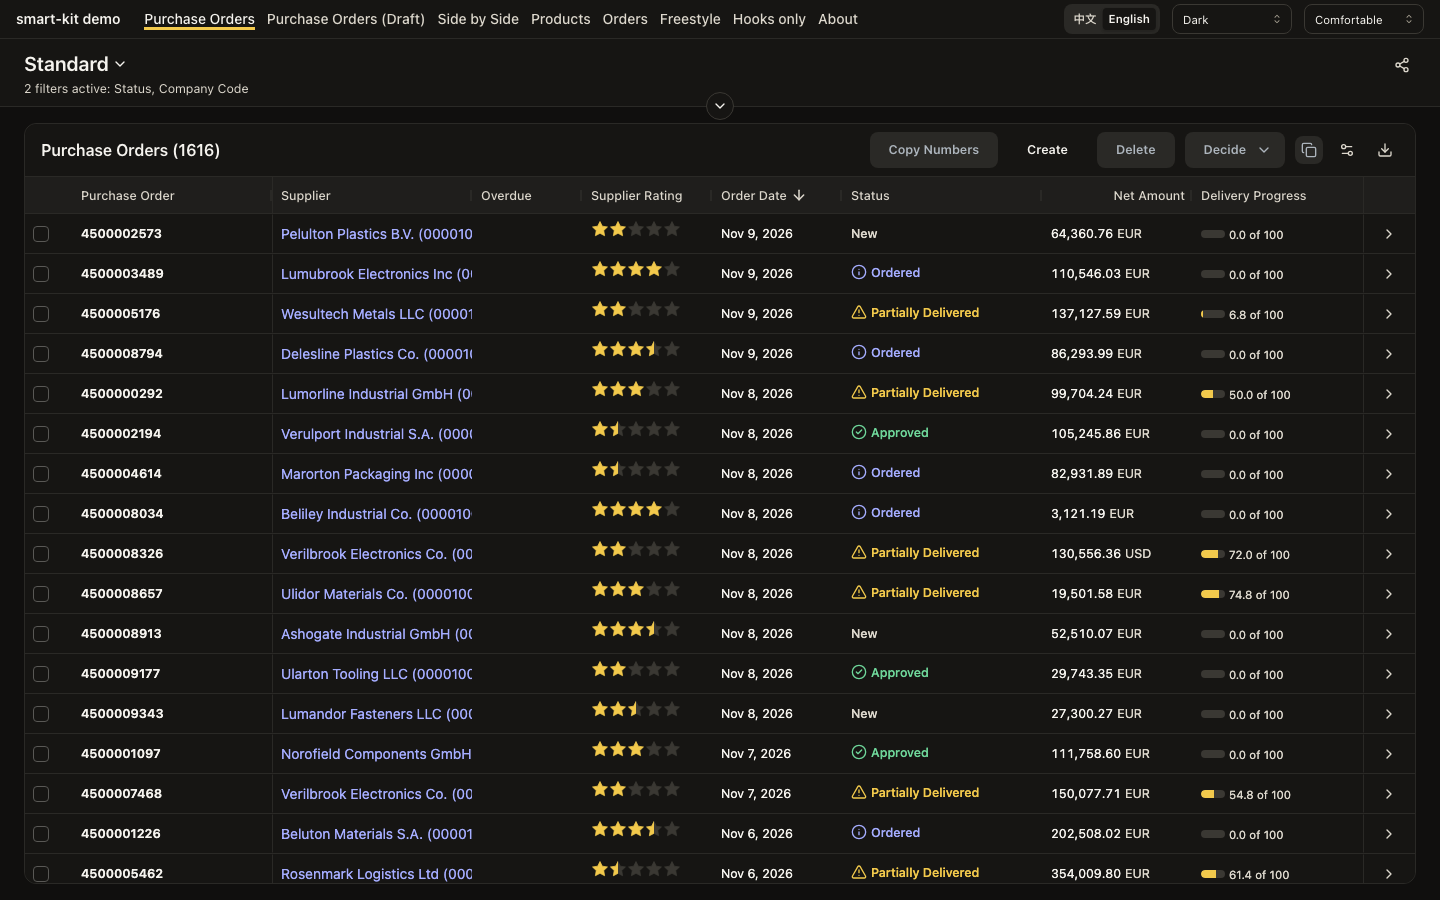 smart-kit demo Purchase Orders Purchase Orders (Draft) Side by Side Products Orders Freestyle Hooks only About 中文 English Dark Comfortable
Standard
2 filters active: Status, Company Code
Purchase Orders (1616) Copy Numbers Create Delete Decide
Purchase Order Supplier Overdue Supplier Rating Order Date Status Net Amount Delivery Progress
4500002573 Pelulton Plastics B.V. (000010 Nov 9, 2026 New 64,360.76 EUR 0.0 of 100
4500003489 Lumubrook Electronics Inc (0 Nov 9, 2026 Ordered 110,546.03 EUR 0.0 of 100
4500005176 Wesultech Metals LLC (00001 Nov 9, 2026 Partially Delivered 137,127.59 EUR 6.8 of 100
4500008794 Delesline Plastics Co. (00001 Nov 9, 2026 Ordered 86,293.99 EUR 0.0 of 100
4500000292 Lumorline Industrial GmbH (0 Nov 8, 2026 Partially Delivered 99,704.24 EUR 50.0 of 100
4500002194 Verulport Industrial S.A. (000 Nov 8, 2026 Approved 105,245.86 EUR 0.0 of 100
4500004614 Marorton Packaging Inc (000 Nov 8, 2026 Ordered 82,931.89 EUR 0.0 of 100
4500008034 Beliley Industrial Co. (000010 Nov 8, 2026 Ordered 3,121.19 EUR 0.0 of 100
4500008326 Verilbrook Electronics Co. (00 Nov 8, 2026 Partially Delivered 130,556.36 USD 72.0 of 100
4500008657 Ulidor Materials Co. (0000100 Nov 8, 2026 Partially Delivered 19,501.58 EUR 74.8 of 100
4500008913 Ashogate Industrial GmbH (00 Nov 8, 2026 New 52,510.07 EUR 0.0 of 100
4500009177 Ularton Tooling LLC (0000100 Nov 8, 2026 Approved 29,743.35 EUR 0.0 of 100
4500009343 Lumandor Fasteners LLC (000 Nov 8, 2026 New 27,300.27 EUR 0.0 of 100
4500001097 Norofield Components GmbH Nov 7, 2026 Approved 111,758.60 EUR 0.0 of 100
4500007468 Verilbrook Electronics Co. (00 Nov 7, 2026 Partially Delivered 150,077.71 EUR 54.8 of 100
4500001226 Beluton Materials S.A. (00001 Nov 6, 2026 Ordered 202,508.02 EUR 0.0 of 100
4500005462 Rosenmark Logistics Ltd (000 Nov 6, 2026 Partially Delivered 354,009.80 EUR 61.4 of 100